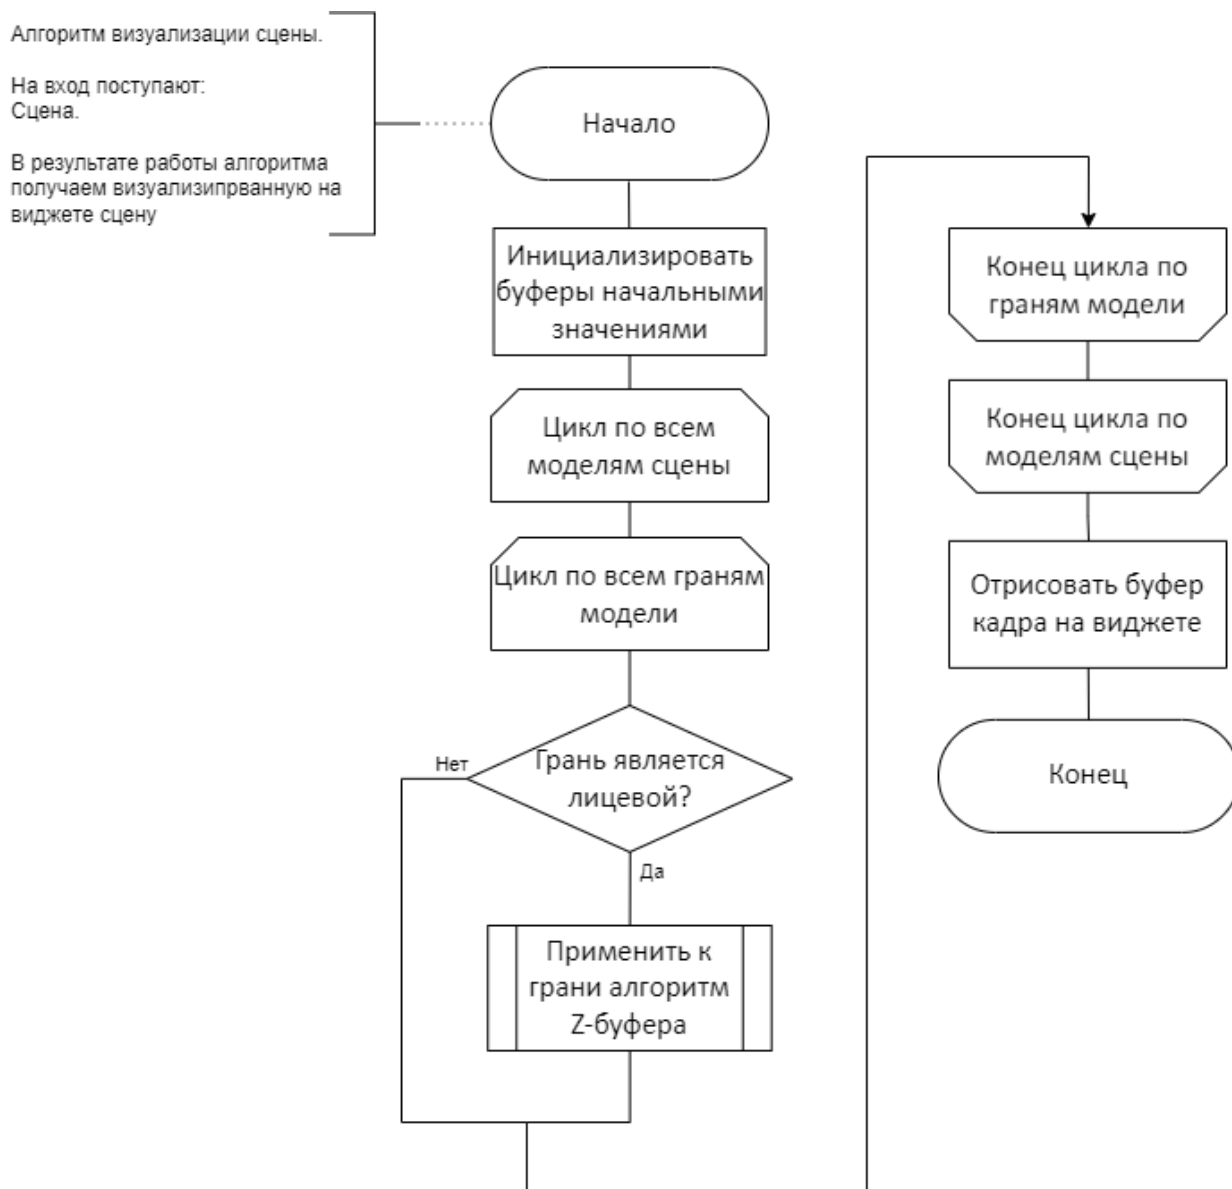 Алгоритм визуализации сцены.
На вход поступают:
Сцена.
В результате работы алгоритма
получаем визуализипрванную на
виджете сцену
Начало
Инициализировать
буферы начальными
значениями
Цикл по всем
моделям сцены
Цикл по всем граням
модели
Грань является
лицевой?
Нет
Да
Применить к
грани алгоритм
Z-буфера
Конец цикла по
граням модели
Конец цикла по
моделям сцены
Отрисовать буфер
кадра на виджете
Конец